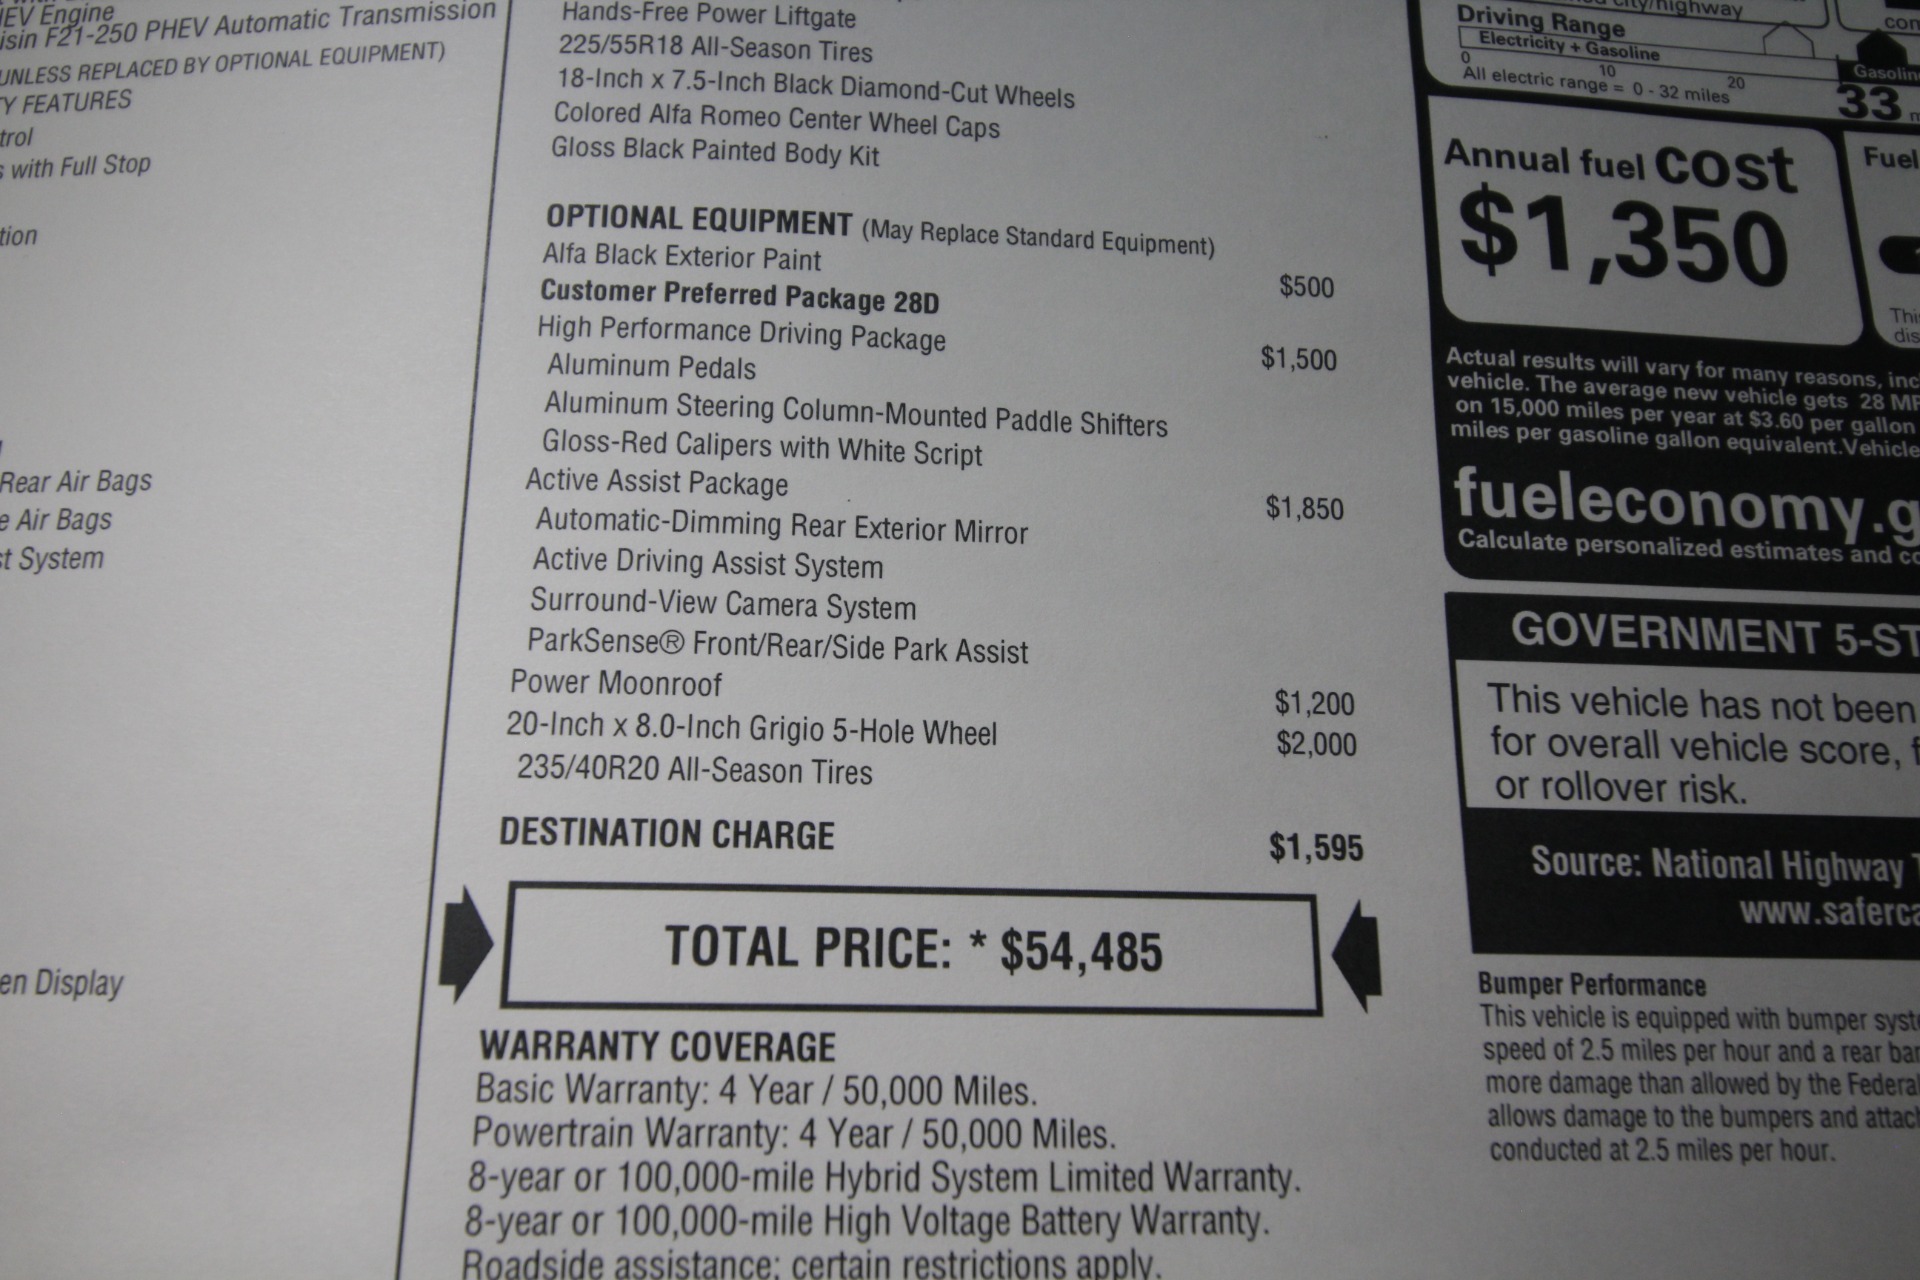 HEV Engine
isin F21-250 PHEV Automatic Transmission
UNLESS REPLACED BY OPTIONAL EQUIPMENT)
TY FEATURES
trol
s with Full Stop
tion
Rear Air Bags
e Air Bags
st System
en Display
Hands-Free Power Liftgate
225/55R18 All-Season Tires
18-Inch x 7.5-Inch Black Diamond-Cut Wheels
Colored Alfa Romeo Center Wheel Caps
Gloss Black Painted Body Kit
OPTIONAL EQUIPMENT (May Replace Standard Equipment)
Alfa Black Exterior Paint $500
Customer Preferred Package 28D
High Performance Driving Package $1,500
Aluminum Pedals
Aluminum Steering Column-Mounted Paddle Shifters
Gloss-Red Calipers with White Script
Active Assist Package $1,850
Automatic-Dimming Rear Exterior Mirror
Active Driving Assist System
Surround-View Camera System
ParkSense® Front/Rear/Side Park Assist
Power Moonroof $1,200
20-Inch x 8.0-Inch Grigio 5-Hole Wheel $2,000
235/40R20 All-Season Tires
DESTINATION CHARGE $1,595
TOTAL PRICE: * $54,485
WARRANTY COVERAGE
Basic Warranty: 4 Year / 50,000 Miles.
Powertrain Warranty: 4 Year / 50,000 Miles.
8-year or 100,000-mile Hybrid System Limited Warranty.
8-year or 100,000-mile High Voltage Battery Warranty.
Roadside assistance; certain restrictions apply.
city/highway
Driving Range
Electricity + Gasoline
0 10 20
All electric range = 0 - 32 miles
con
Gasoline
33 m
Annual fuel cost
$1,350
Fuel
This
dis
Actual results will vary for many reasons, inc
vehicle. The average new vehicle gets 28 MP
on 15,000 miles per year at $3.60 per gallon
miles per gasoline gallon equivalent.Vehicle
fueleconomy.g
Calculate personalized estimates and co
GOVERNMENT 5-ST
This vehicle has not been
for overall vehicle score, f
or rollover risk.
Source: National Highway T
www.saferca
Bumper Performance
This vehicle is equipped with bumper syste
speed of 2.5 miles per hour and a rear bar
more damage than allowed by the Federal
allows damage to the bumpers and attach
conducted at 2.5 miles per hour.